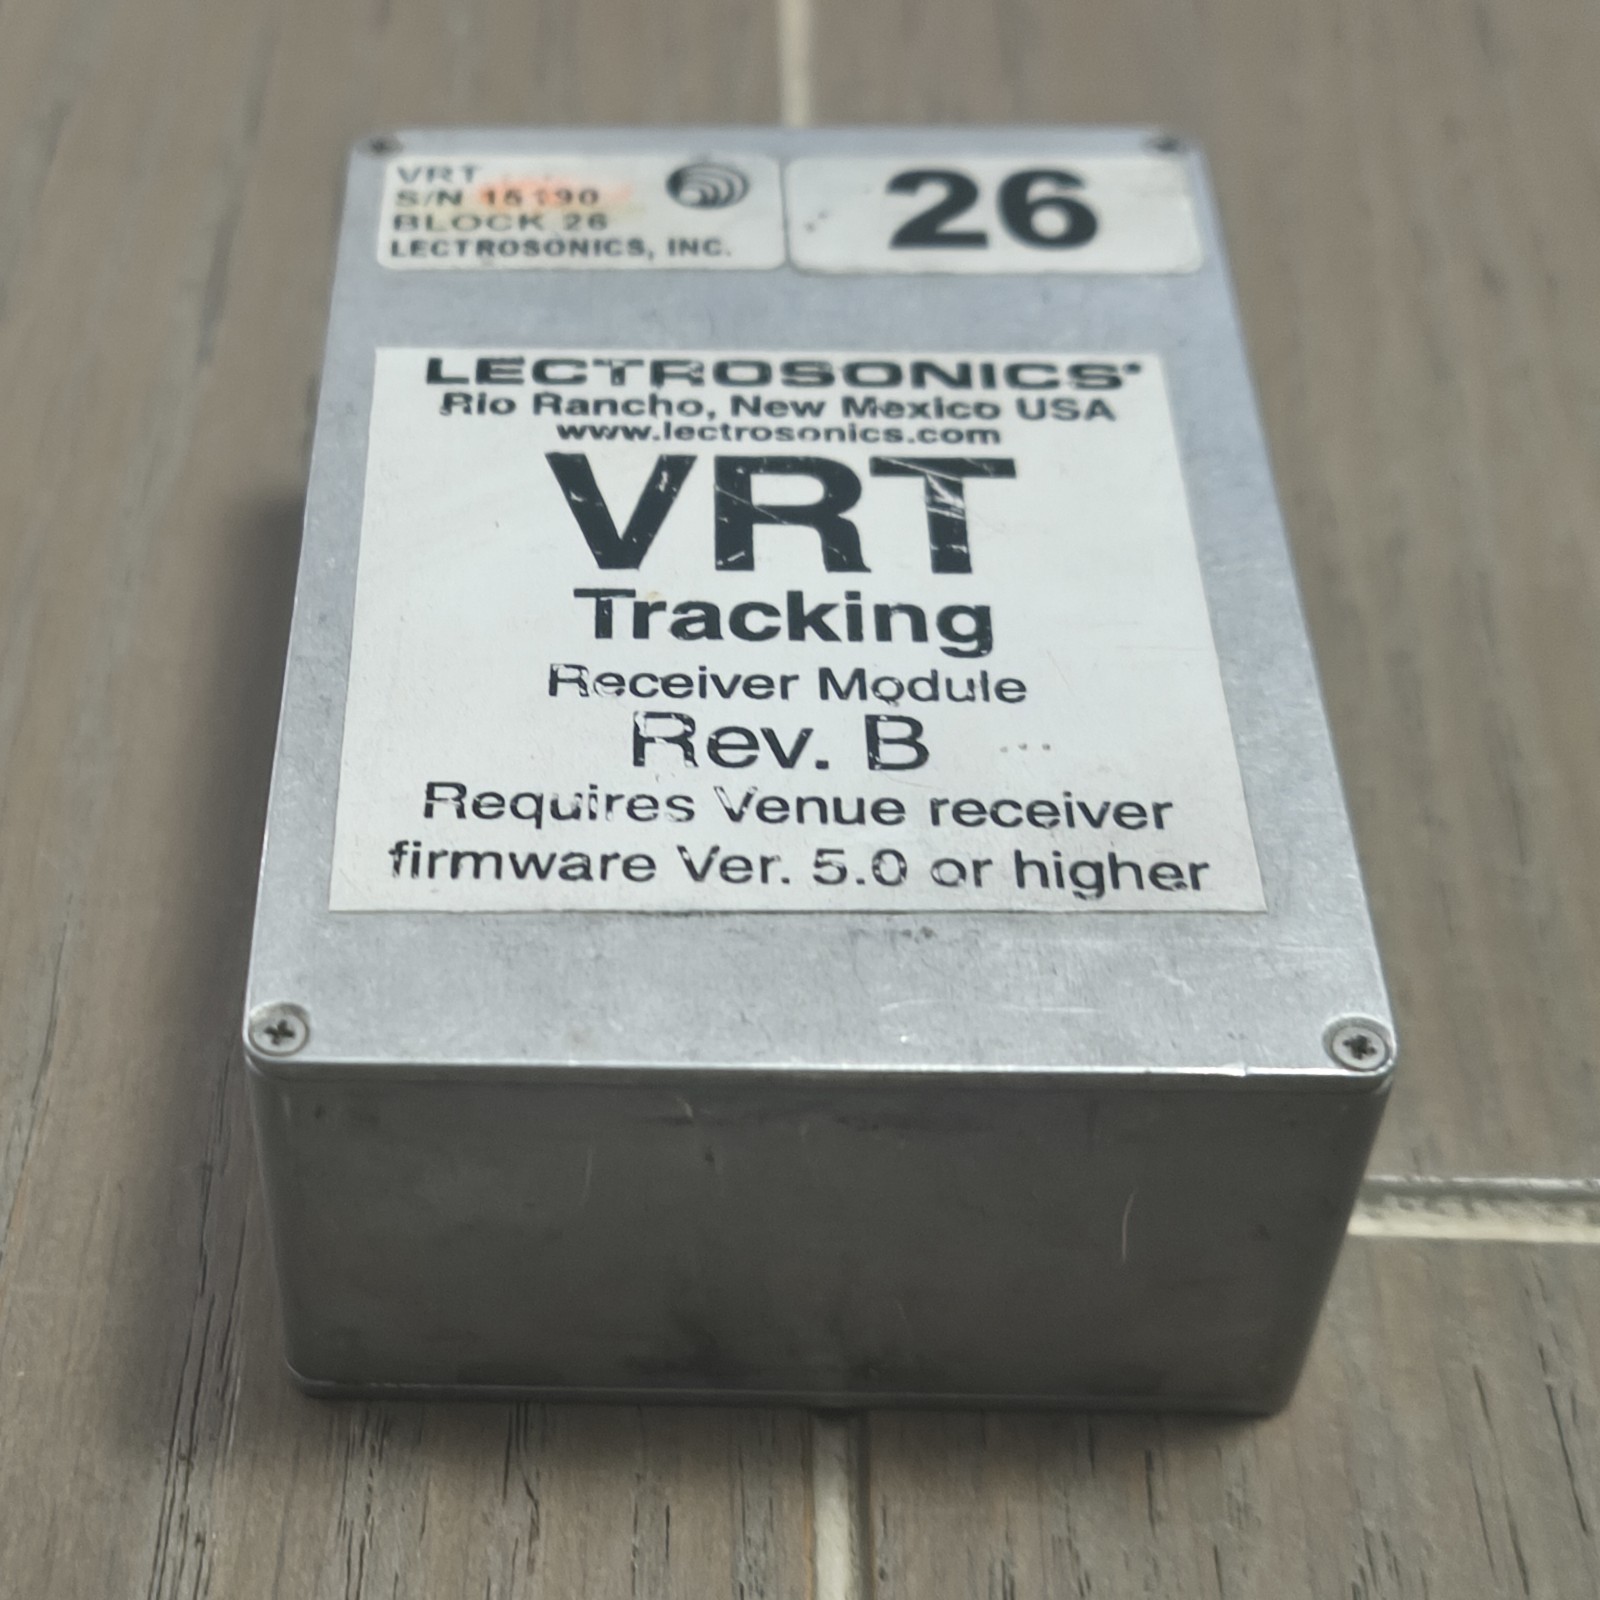 VRT
S/N 15190
BLOCK 26
LECTROSONICS, INC.
26
LECTROSONICS®
Rio Rancho, New Mexico USA
www.lectrosonics.com
VRT
Tracking
Receiver Module
Rev. B
Requires Venue receiver
firmware Ver. 5.0 or higher